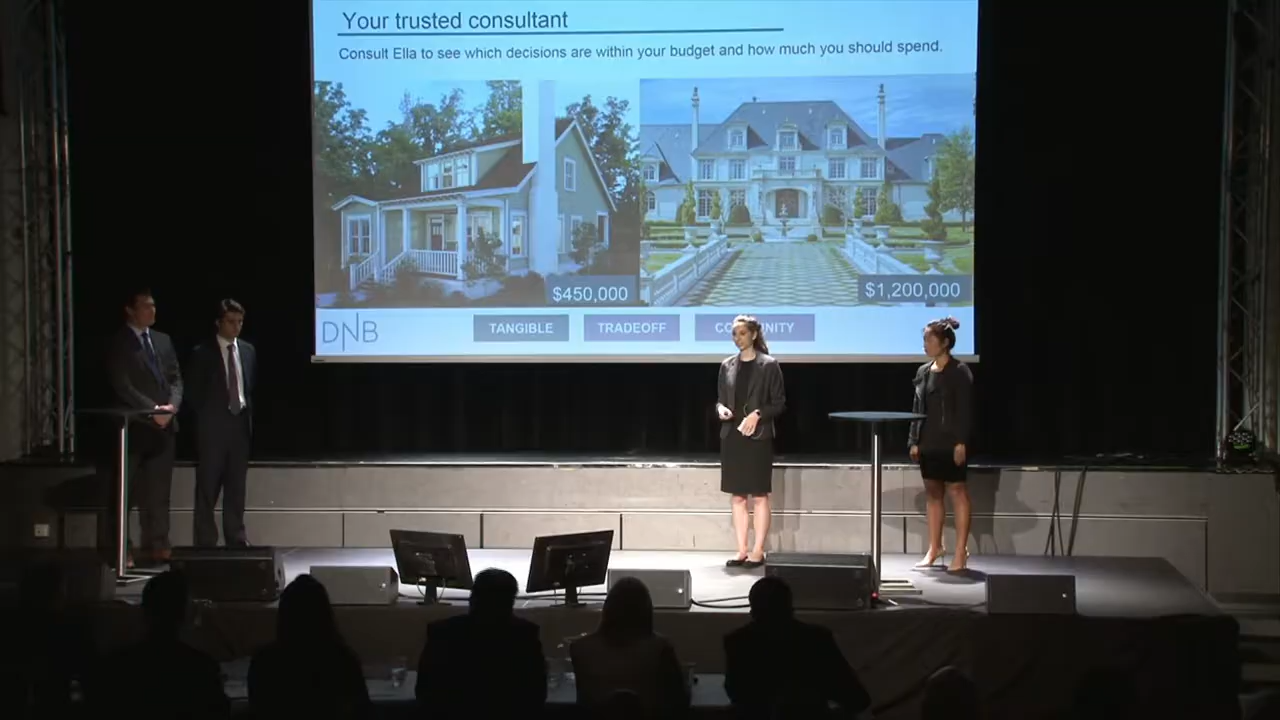 Your trusted consultant
Consult Ella to see which decisions are within your budget and how much you should spend.
$450,000
$1,200,000
DNB
TANGIBLE
TRADEOFF